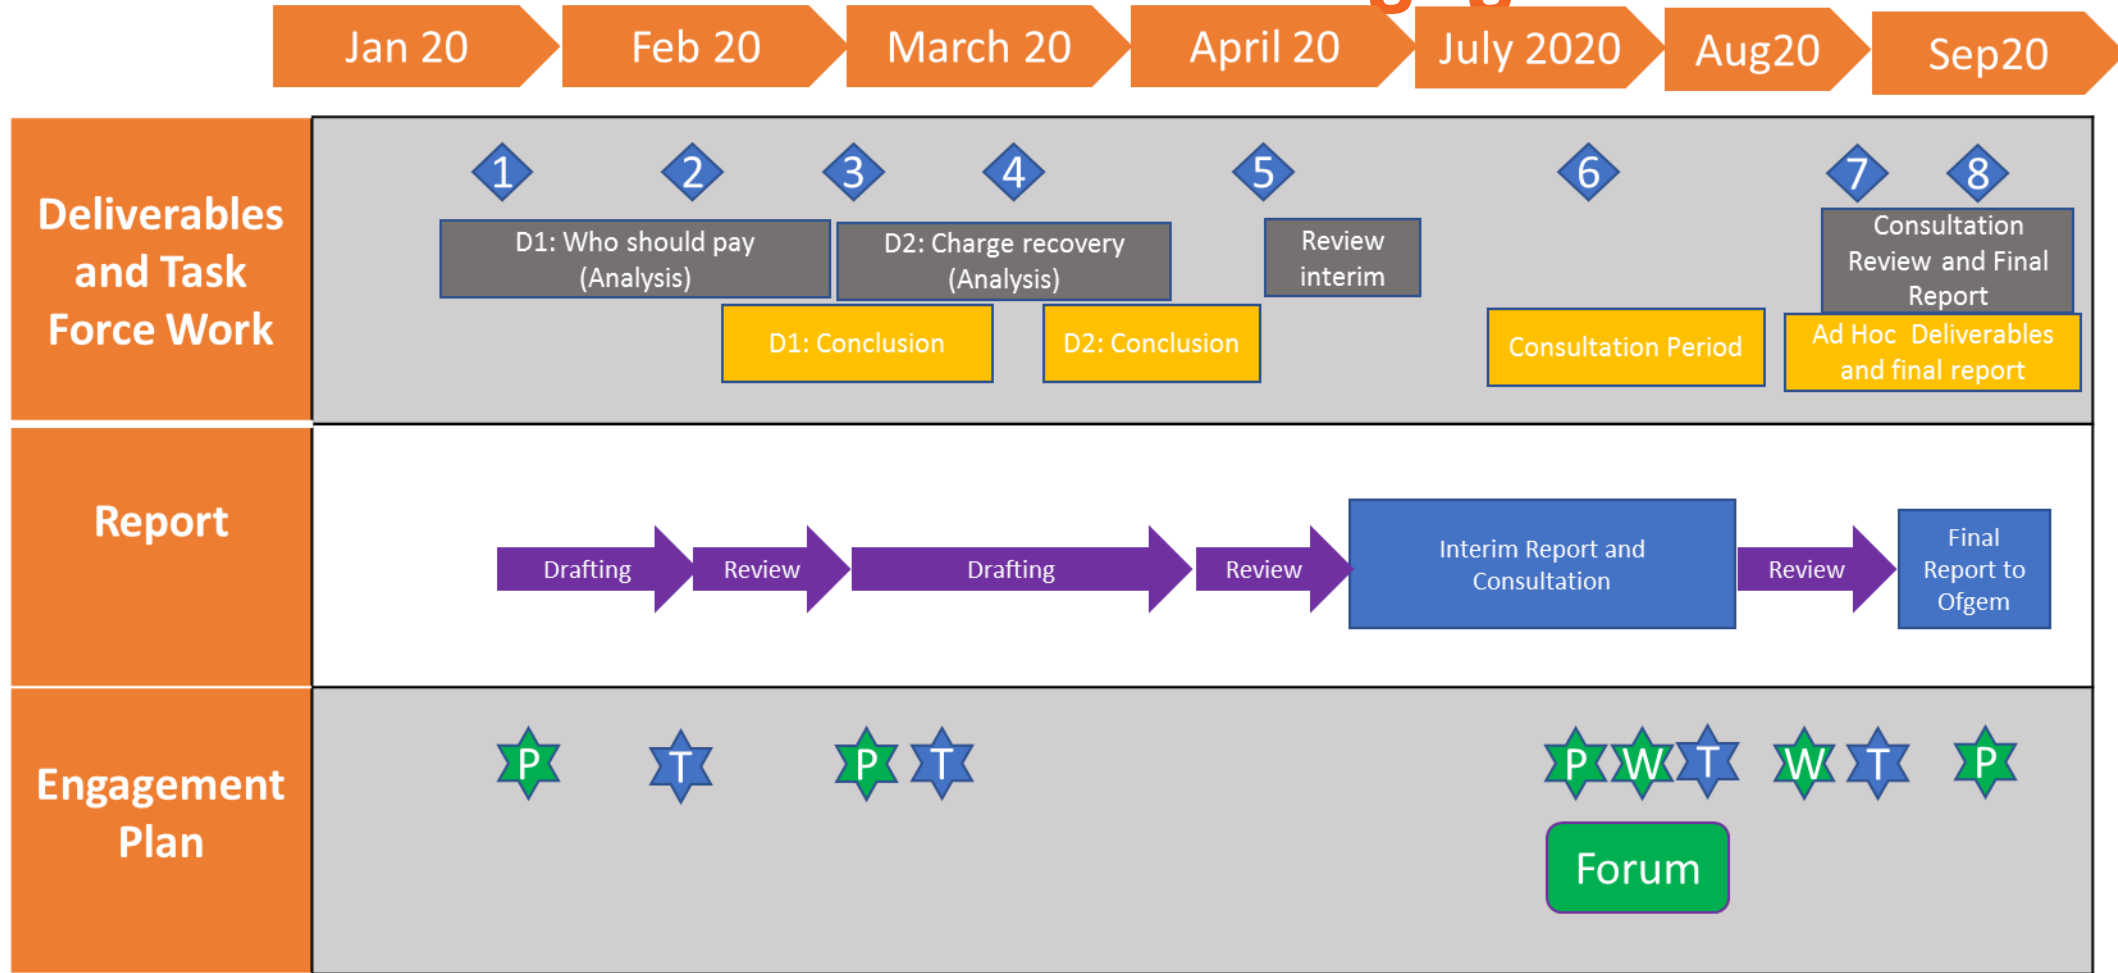 Jan 20
Feb 20
March 20
April 20
July 2020
Aug20
Sep20
Deliverables
and Task
Force Work
1
2
3
4
5
6
7
8
D1: Who should pay
(Analysis)
D2: Charge recovery
(Analysis)
Review
interim
Consultation
Review and Final
Report
D1: Conclusion
D2: Conclusion
Consultation Period
Ad Hoc Deliverables
and final report
Report
Drafting
Review
Drafting
Review
Interim Report and
Consultation
Review
Final
Report to
Ofgem
Engagement
Plan
P
T
P
T
P
W
T
W
T
P
Forum